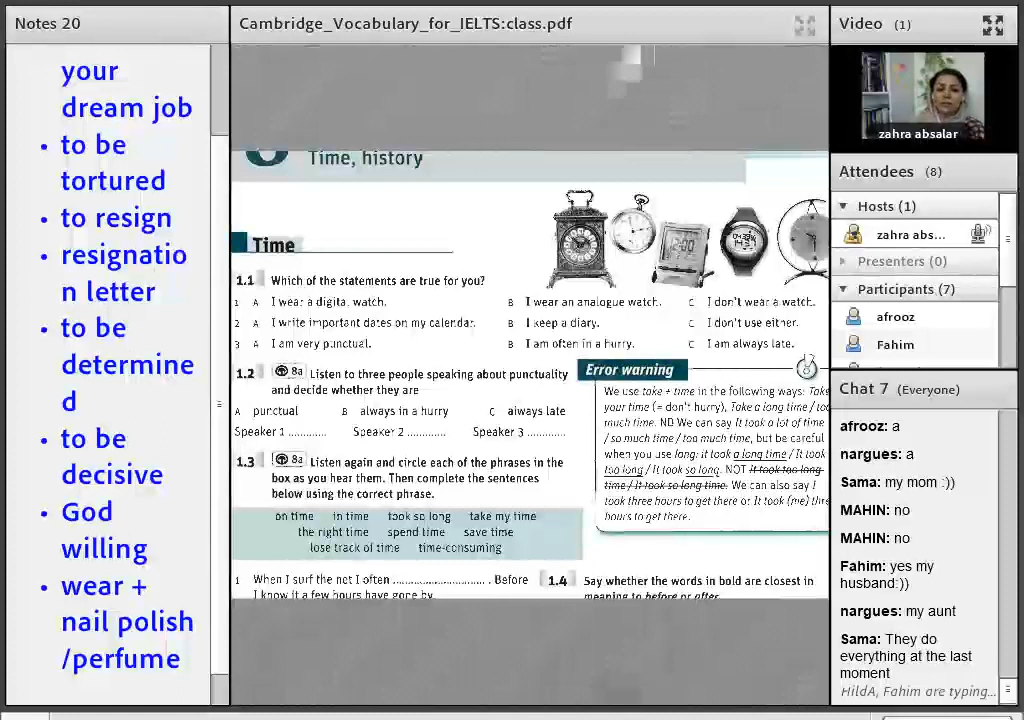 Notes 20
your
dream job
• to be
tortured
• to resign
• resignatio
n letter
• to be
determine
d
• to be
decisive
• God
willing
• wear +
nail polish
/perfume
Cambridge_Vocabulary_for_IELTS:class.pdf
Time, history
Time
1.1 Which of the statements are true for you?
1 A I wear a digital watch. B I wear an analogue watch. C I don't wear a watch.
2 A I write important dates on my calendar. B I keep a diary. C I don't use either.
3 A I am very punctual. B I am often in a hurry. C I am always late.
1.2 8a Listen to three people speaking about punctuality
and decide whether they are
A punctual B always in a hurry C always late
Speaker 1 ............ Speaker 2 ............ Speaker 3 ............
1.3 8a Listen again and circle each of the phrases in the
box as you hear them. Then complete the sentences
below using the correct phrase.
on time in time took so long take my time
the right time spend time save time
lose track of time time-consuming
1 When I surf the net I often ............................ . Before
I know it a few hours have gone by.
Error warning
We use take + time in the following ways: Take
your time (= don't hurry), Take a long time / too
much time. NO We can say It took a lot of time
/ so much time / too much time, but be careful
when you use long: it took a long time / It took
too long / It took so long. NOT It took too long
time / It took so long time. We can also say I
took three hours to get there or It took (me) thre
hours to get there.
1.4 Say whether the words in bold are closest in
meaning to before or after.
Video (1)
zahra absalar
Attendees (8)
Hosts (1)
zahra abs...
Presenters (0)
Participants (7)
afrooz
Fahim
Chat 7 (Everyone)
afrooz: a
nargues: a
Sama: my mom :))
MAHIN: no
MAHIN: no
Fahim: yes my
husband:))
nargues: my aunt
Sama: They do
everything at the last
moment
HildA, Fahim are typing...